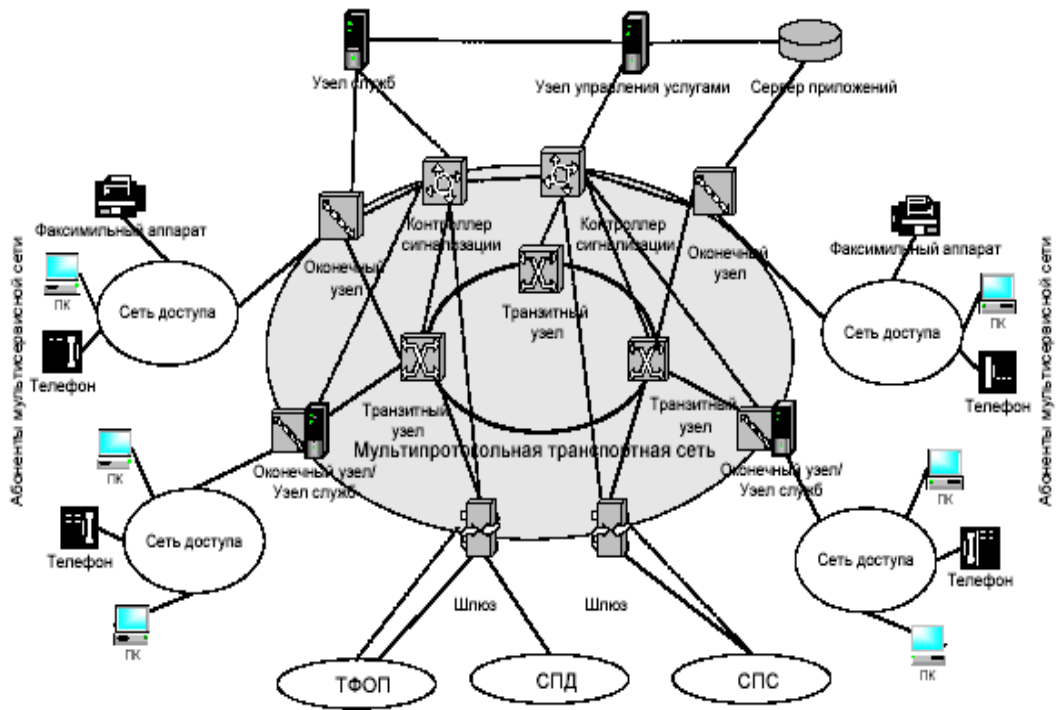 Узел служб
Узел управления услугами
Сервер приложений
Факсимильный аппарат
Контроллер
сигнализации
Контроллер
сигнализации
Факсимильный аппарат
Оконечный
узел
Оконечный
узел
ПК
Сеть доступа
Транзитный
узел
Сеть доступа
ПК
Телефон
Телефон
Абоненты мультисервисной сети
Абоненты мультисервисной сети
Транзитный
узел
Транзитный
узел
Мультипротокольная транспортная сеть
ПК
Оконечный узел/
Узел служб
Оконечный узел/
Узел служб
ПК
Сеть доступа
Сеть доступа
Телефон
Телефон
Шлюз
Шлюз
ПК
ПК
ТФОП
СПД
СПС